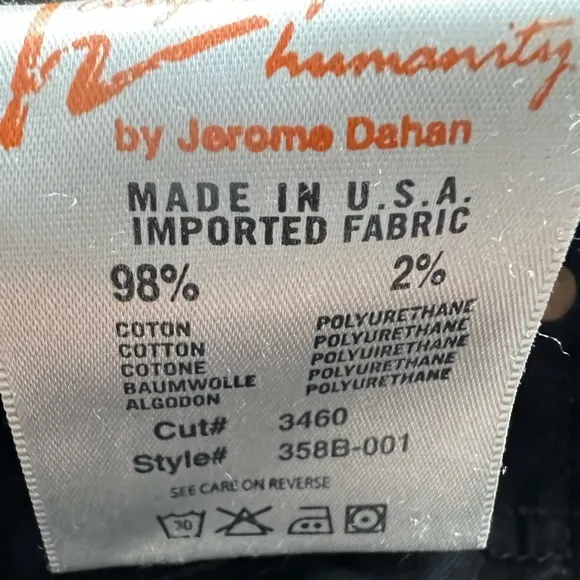 humanity
by Jerome Dahan
MADE IN U.S.A.
IMPORTED FABRIC
98% 2%
COTON POLYURETHANE
COTTON POLYURETHANE
COTONE POLYUIRETHANE
BAUMWOLLE POLYURETHANE
ALGODON POLYURETHANE
Cut# 3460
Style# 358B-001
SEE CARE ON REVERSE
30